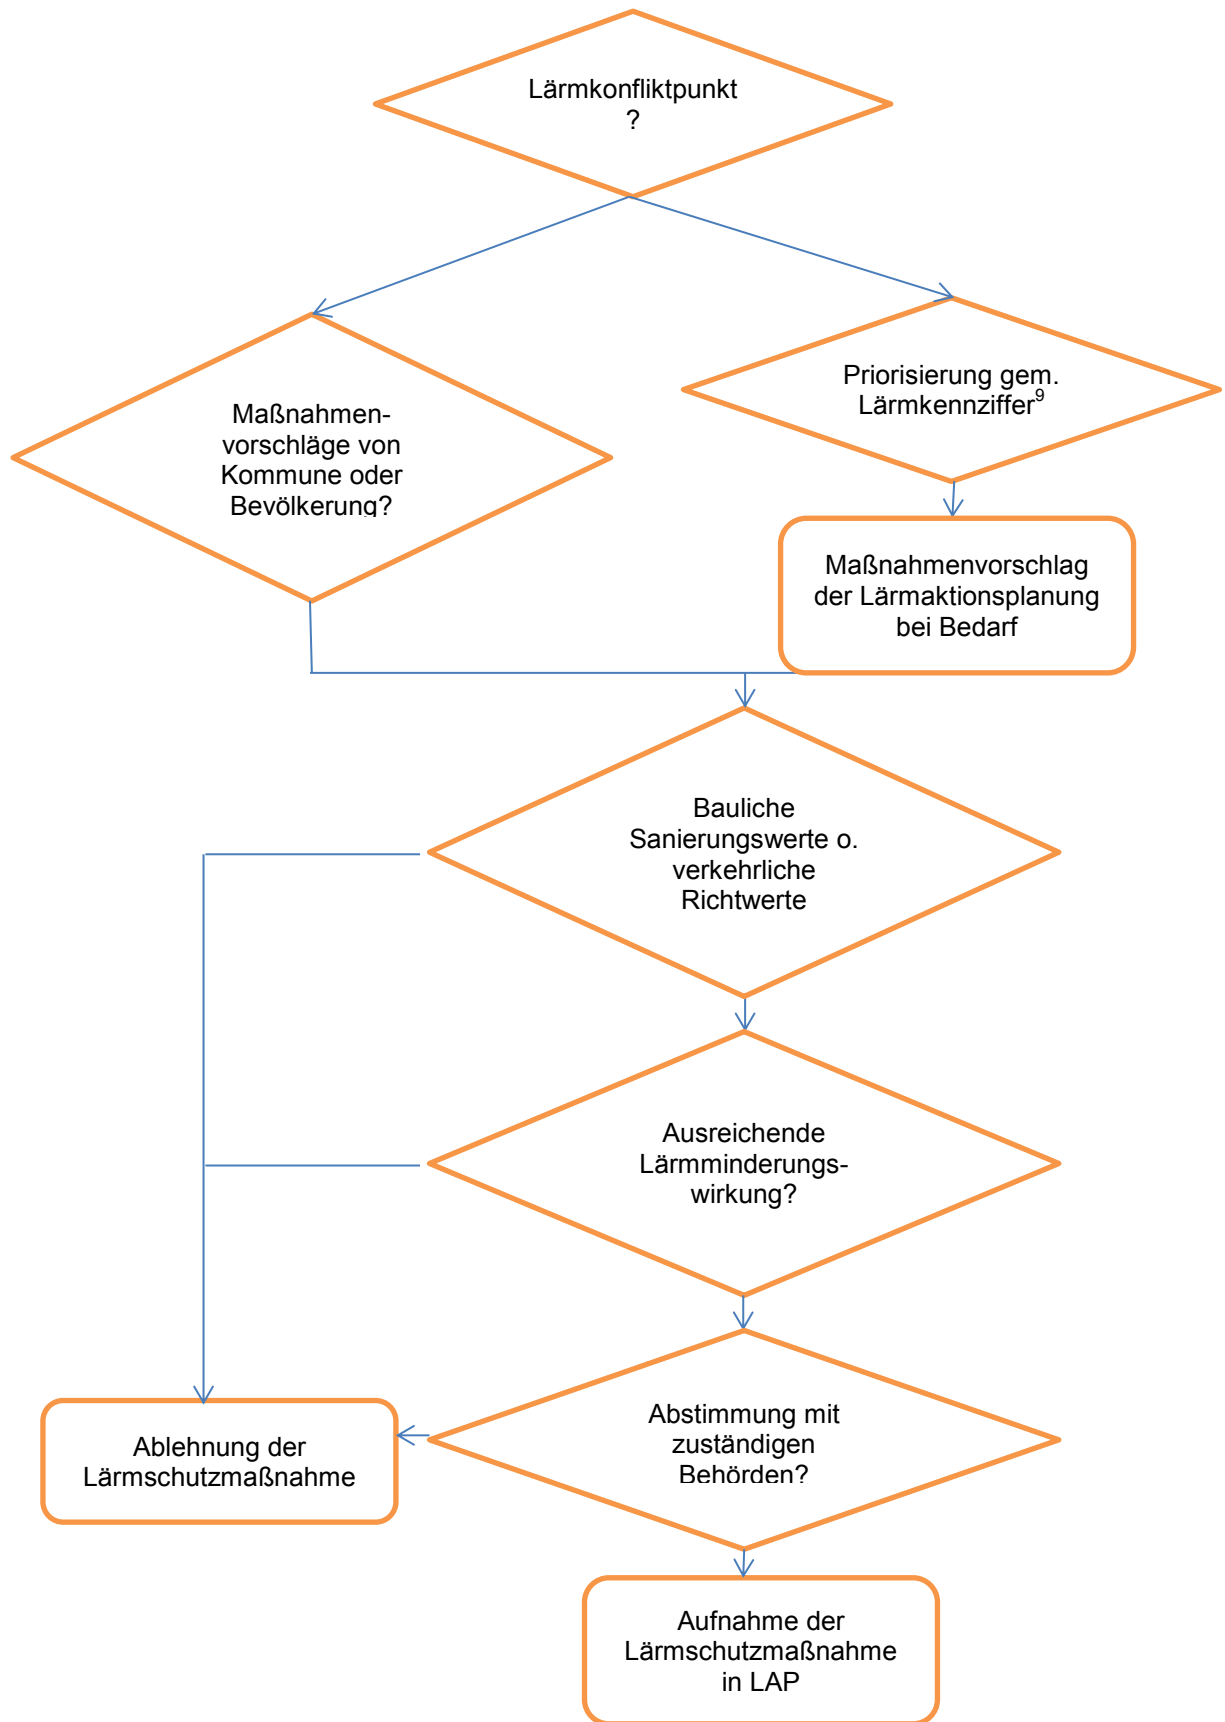 Lärmkonfliktpunkt
?
Maßnahmen-
vorschläge von
Kommune oder
Bevölkerung?
Priorisierung gem.
Lärmkennziffer⁹
Maßnahmenvorschlag
der Lärmaktionsplanung
bei Bedarf
Bauliche
Sanierungswerte o.
verkehrliche
Richtwerte
Ausreichende
Lärmminderungs-
wirkung?
Abstimmung mit
zuständigen
Behörden?
Ablehnung der
Lärmschutzmaßnahme
Aufnahme der
Lärmschutzmaßnahme
in LAP